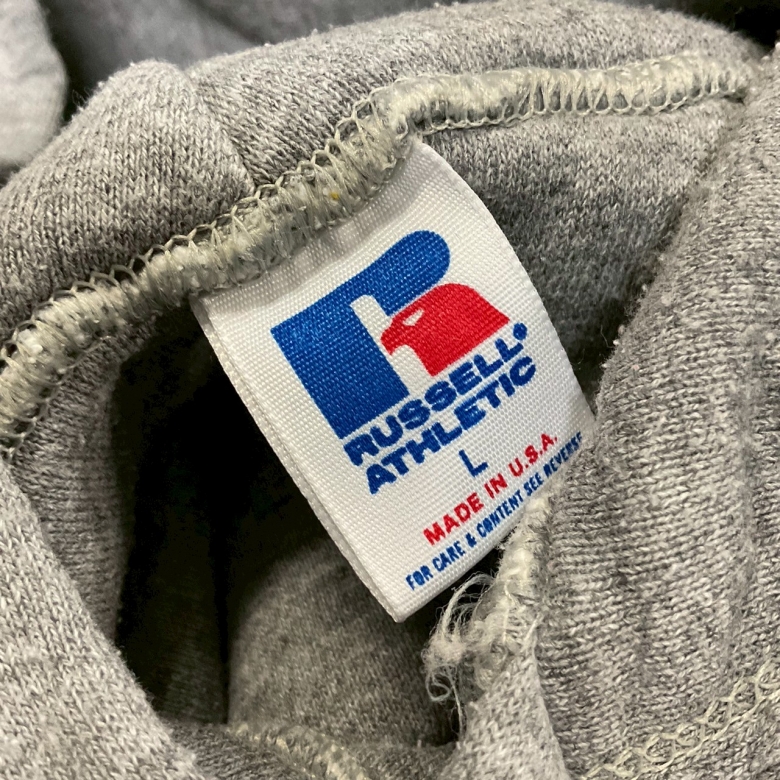 RUSSELL
ATHLETIC
L
MADE IN U.S.A.
FOR CARE & CONTENT SEE REVERSE